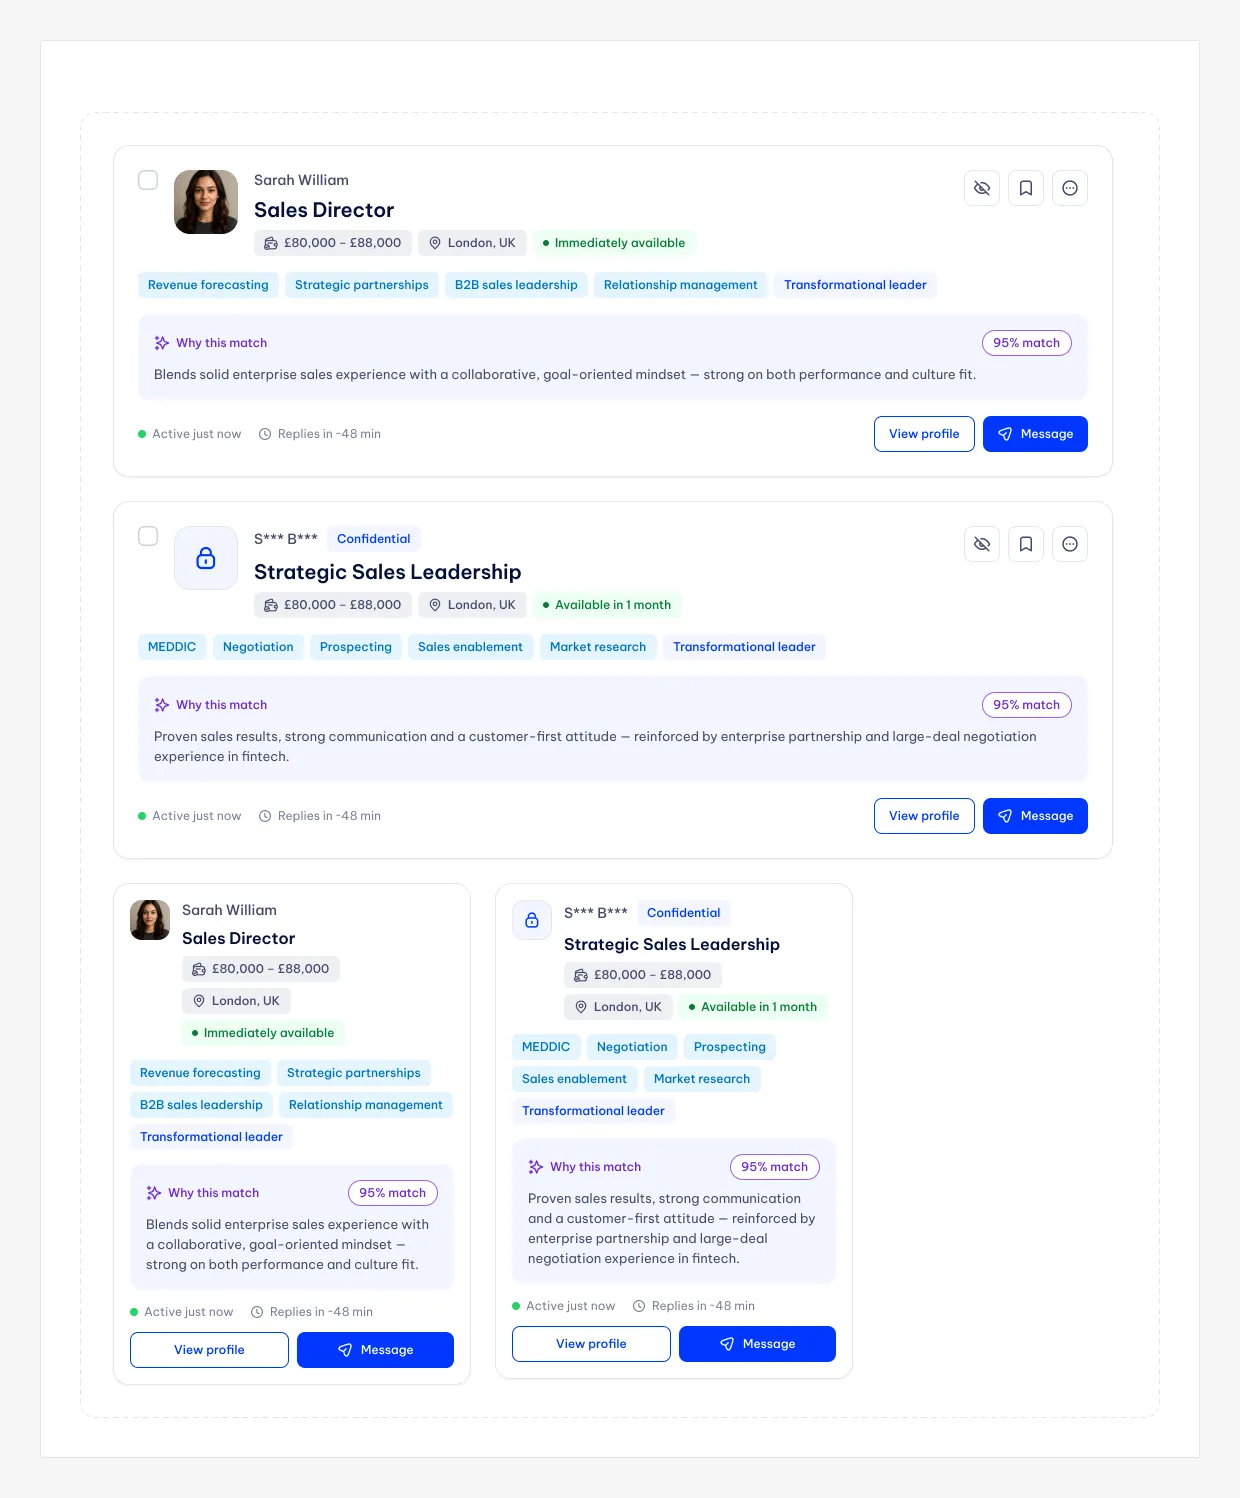 Sarah William
Sales Director
£80,000 – £88,000
London, UK
Immediately available
Revenue forecasting
Strategic partnerships
B2B sales leadership
Relationship management
Transformational leader
Why this match
95% match
Blends solid enterprise sales experience with a collaborative, goal-oriented mindset — strong on both performance and culture fit.
Active just now
Replies in ~48 min
View profile
Message
S*** B***
Confidential
Strategic Sales Leadership
£80,000 – £88,000
London, UK
Available in 1 month
MEDDIC
Negotiation
Prospecting
Sales enablement
Market research
Transformational leader
Why this match
95% match
Proven sales results, strong communication and a customer-first attitude — reinforced by enterprise partnership and large-deal negotiation
experience in fintech.
Active just now
Replies in ~48 min
View profile
Message
Sarah William
Sales Director
£80,000 – £88,000
London, UK
Immediately available
Revenue forecasting
Strategic partnerships
B2B sales leadership
Relationship management
Transformational leader
Why this match
95% match
Blends solid enterprise sales experience with
a collaborative, goal-oriented mindset —
strong on both performance and culture fit.
Active just now
Replies in ~48 min
View profile
Message
S*** B***
Confidential
Strategic Sales Leadership
£80,000 – £88,000
London, UK
Available in 1 month
MEDDIC
Negotiation
Prospecting
Sales enablement
Market research
Transformational leader
Why this match
95% match
Proven sales results, strong communication
and a customer-first attitude — reinforced by
enterprise partnership and large-deal
negotiation experience in fintech.
Active just now
Replies in ~48 min
View profile
Message